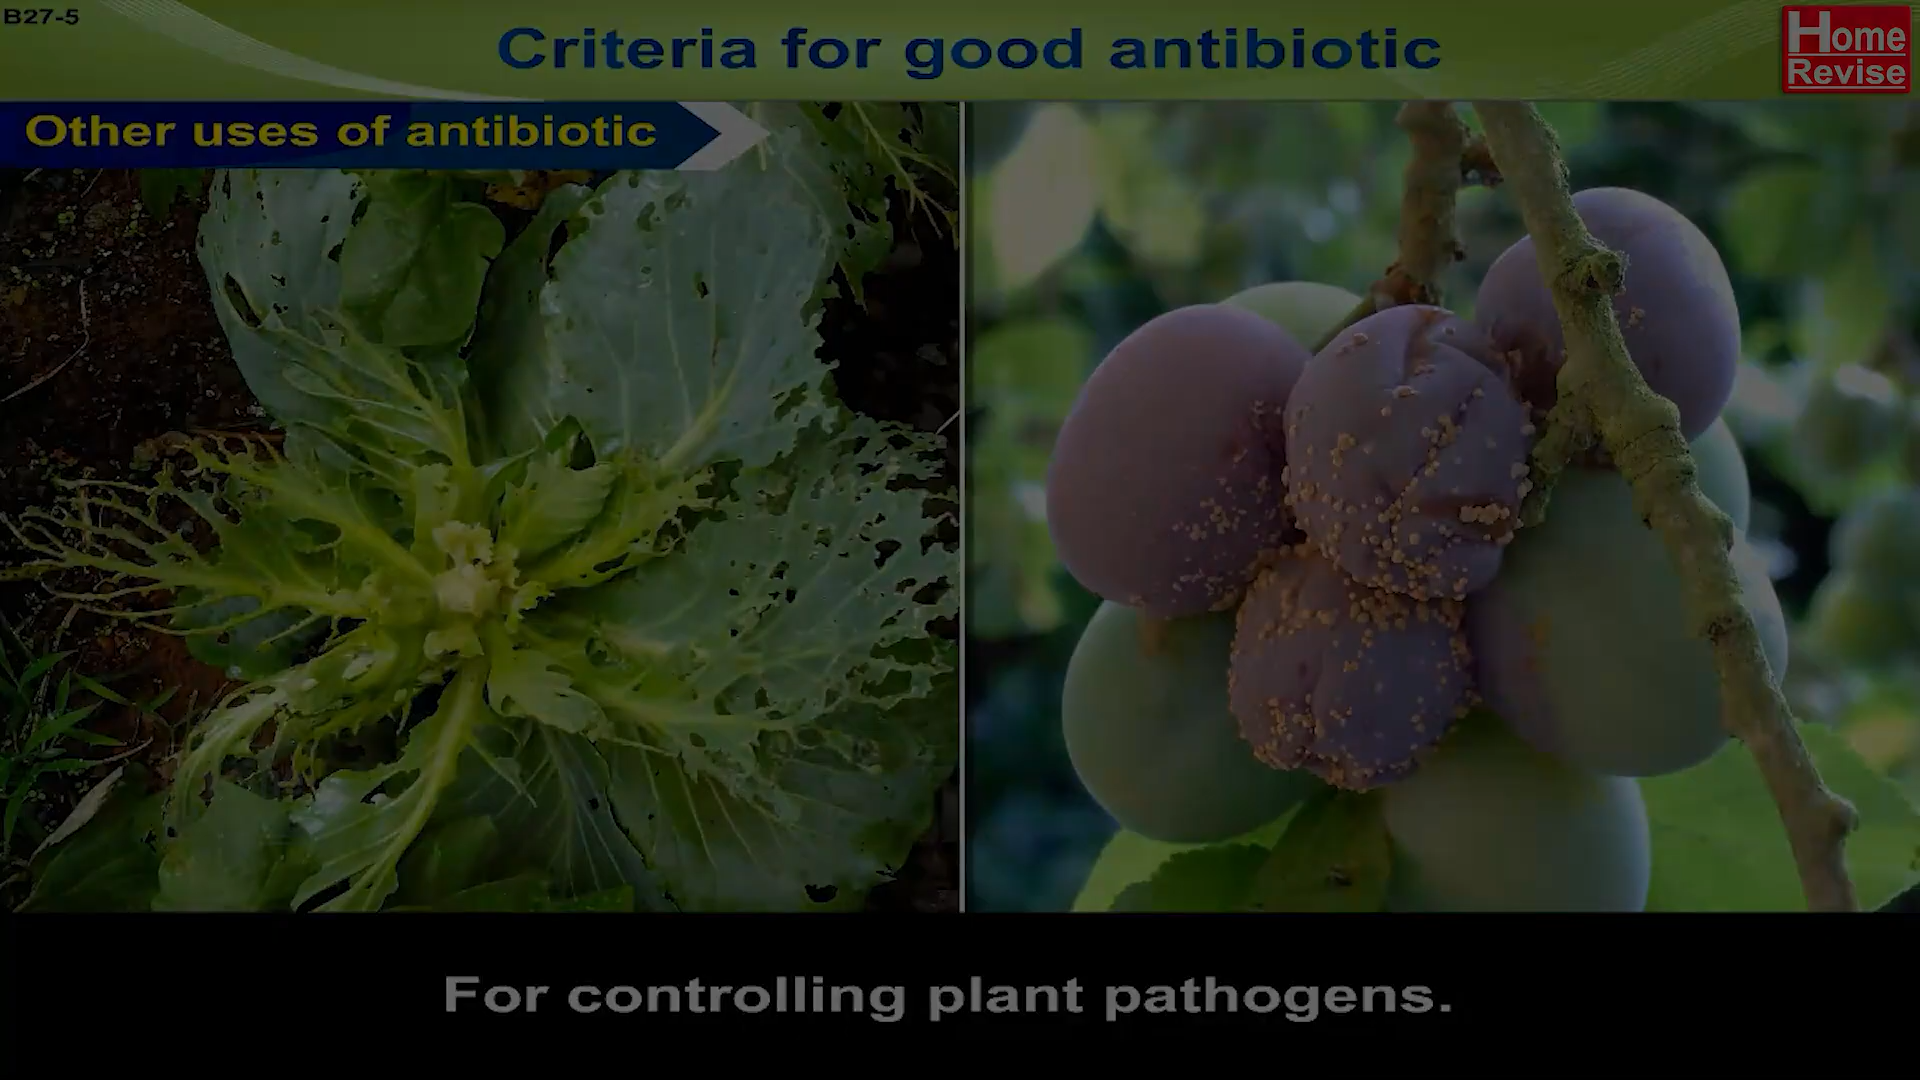 B27-5
Criteria for good antibiotic
Home
Revise
Other uses of antibiotic
For controlling plant pathogens.